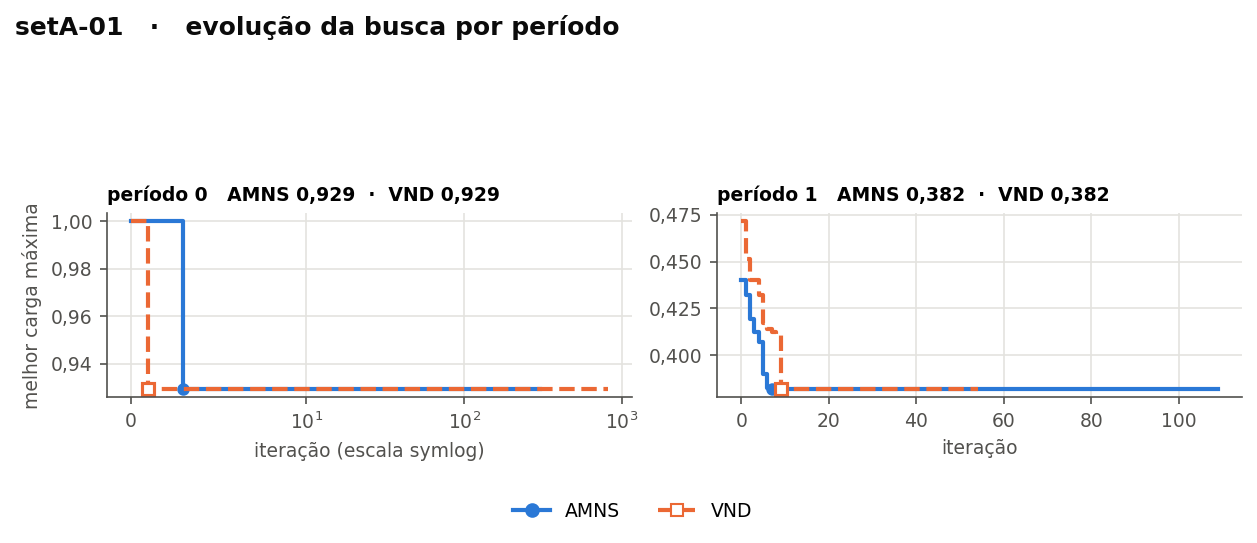 setA-01 · evolução da busca por período
período 0 AMNS 0,929 · VND 0,929
melhor carga máxima
1,00
0,98
0,96
0,94
0
10¹
10²
10³
iteração (escala symlog)
período 1 AMNS 0,382 · VND 0,382
0,475
0,450
0,425
0,400
0
20
40
60
80
100
iteração
AMNS
VND